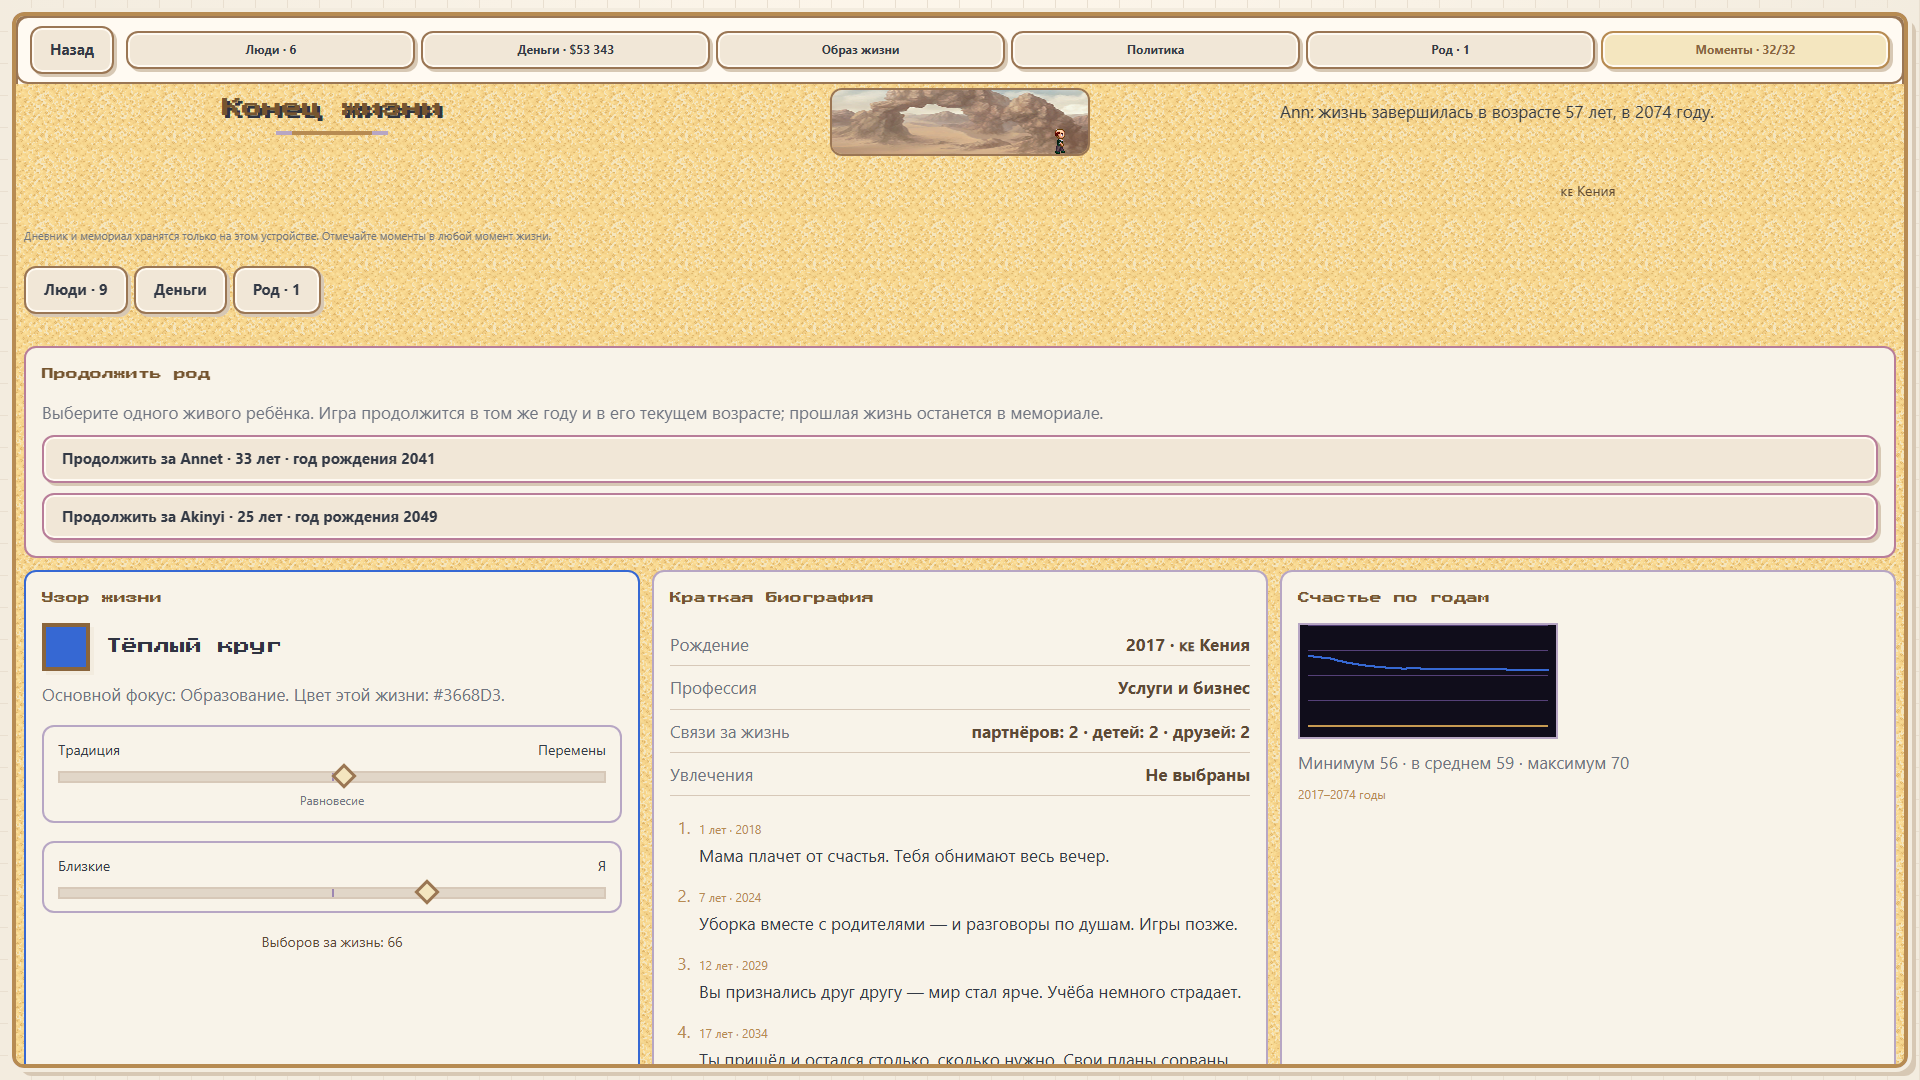 Назад
Люди · 6
Деньги · $53 343
Образ жизни
Политика
Род · 1
Моменты · 32/32
Конец жизни
Ann: жизнь завершилась в возрасте 57 лет, в 2074 году.
KE Кения
Дневник и мемориал хранятся только на этом устройстве. Отмечайте моменты в любой момент жизни.
Люди · 9
Деньги
Род · 1
Продолжить род
Выберите одного живого ребёнка. Игра продолжится в том же году и в его текущем возрасте; прошлая жизнь останется в мемориале.
Продолжить за Annet · 33 лет · год рождения 2041
Продолжить за Akinyi · 25 лет · год рождения 2049
Узор жизни
Тёплый круг
Основной фокус: Образование. Цвет этой жизни: #3668D3.
Традиция
Перемены
Равновесие
Близкие
Я
Выборов за жизнь: 66
Краткая биография
Рождение
2017 · KE Кения
Профессия
Услуги и бизнес
Связи за жизнь
партнёров: 2 · детей: 2 · друзей: 2
Увлечения
Не выбраны
1. 1 лет · 2018
Мама плачет от счастья. Тебя обнимают весь вечер.
2. 7 лет · 2024
Уборка вместе с родителями — и разговоры по душам. Игры позже.
3. 12 лет · 2029
Вы признались друг другу — мир стал ярче. Учёба немного страдает.
4. 17 лет · 2034
Ты пришёл и остался столько, сколько нужно. Свои планы сорваны.
Счастье по годам
Минимум 56 · в среднем 59 · максимум 70
2017–2074 годы